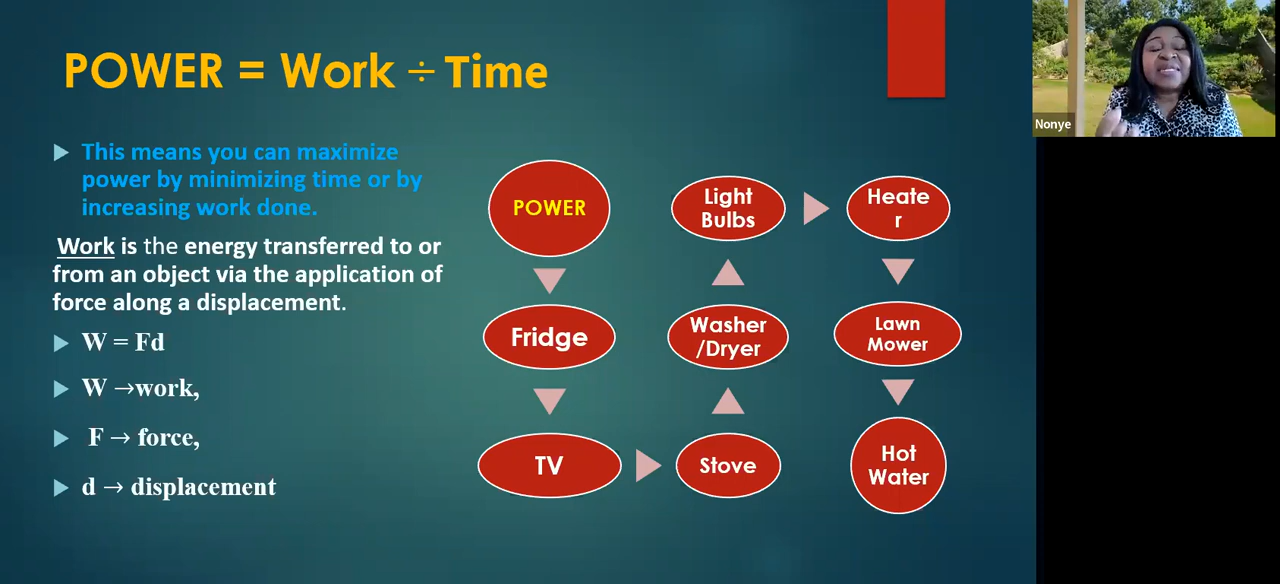 POWER = Work ÷ Time
This means you can maximize
power by minimizing time or by
increasing work done.
Work is the energy transferred to or
from an object via the application of
force along a displacement.
W = Fd
W →work,
F → force,
d → displacement
POWER
Fridge
TV
Stove
Washer
/Dryer
Light
Bulbs
Heate
r
Lawn
Mower
Hot
Water
Nonye